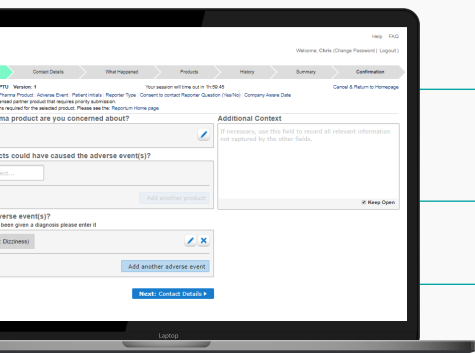 Help FAQ
Welcome, Chris (Change Password | Logout)
Contact Details What Happened Products History Summary Confirmation
PTU Version: 1 Your session will time out in 1h:59:45 Cancel & Return to Homepage
Pharma Product | Adverse Event | Patient Initials | Reporter Type | Consent to contact Reporter Question (Yes/No) | Company Aware Date
ensed partner product that requires priority submission.
ns required for the selected product. Please see the: Reportum Home page
ma product are you concerned about?
Additional Context
If necessary, use this field to record all relevant information
not captured by the other fields.
cts could have caused the adverse event(s)?
ect...
Add another product
Keep Open
verse event(s)?
been given a diagnosis please enter it
Dizziness)
Add another adverse event
Next: Contact Details
Laptop